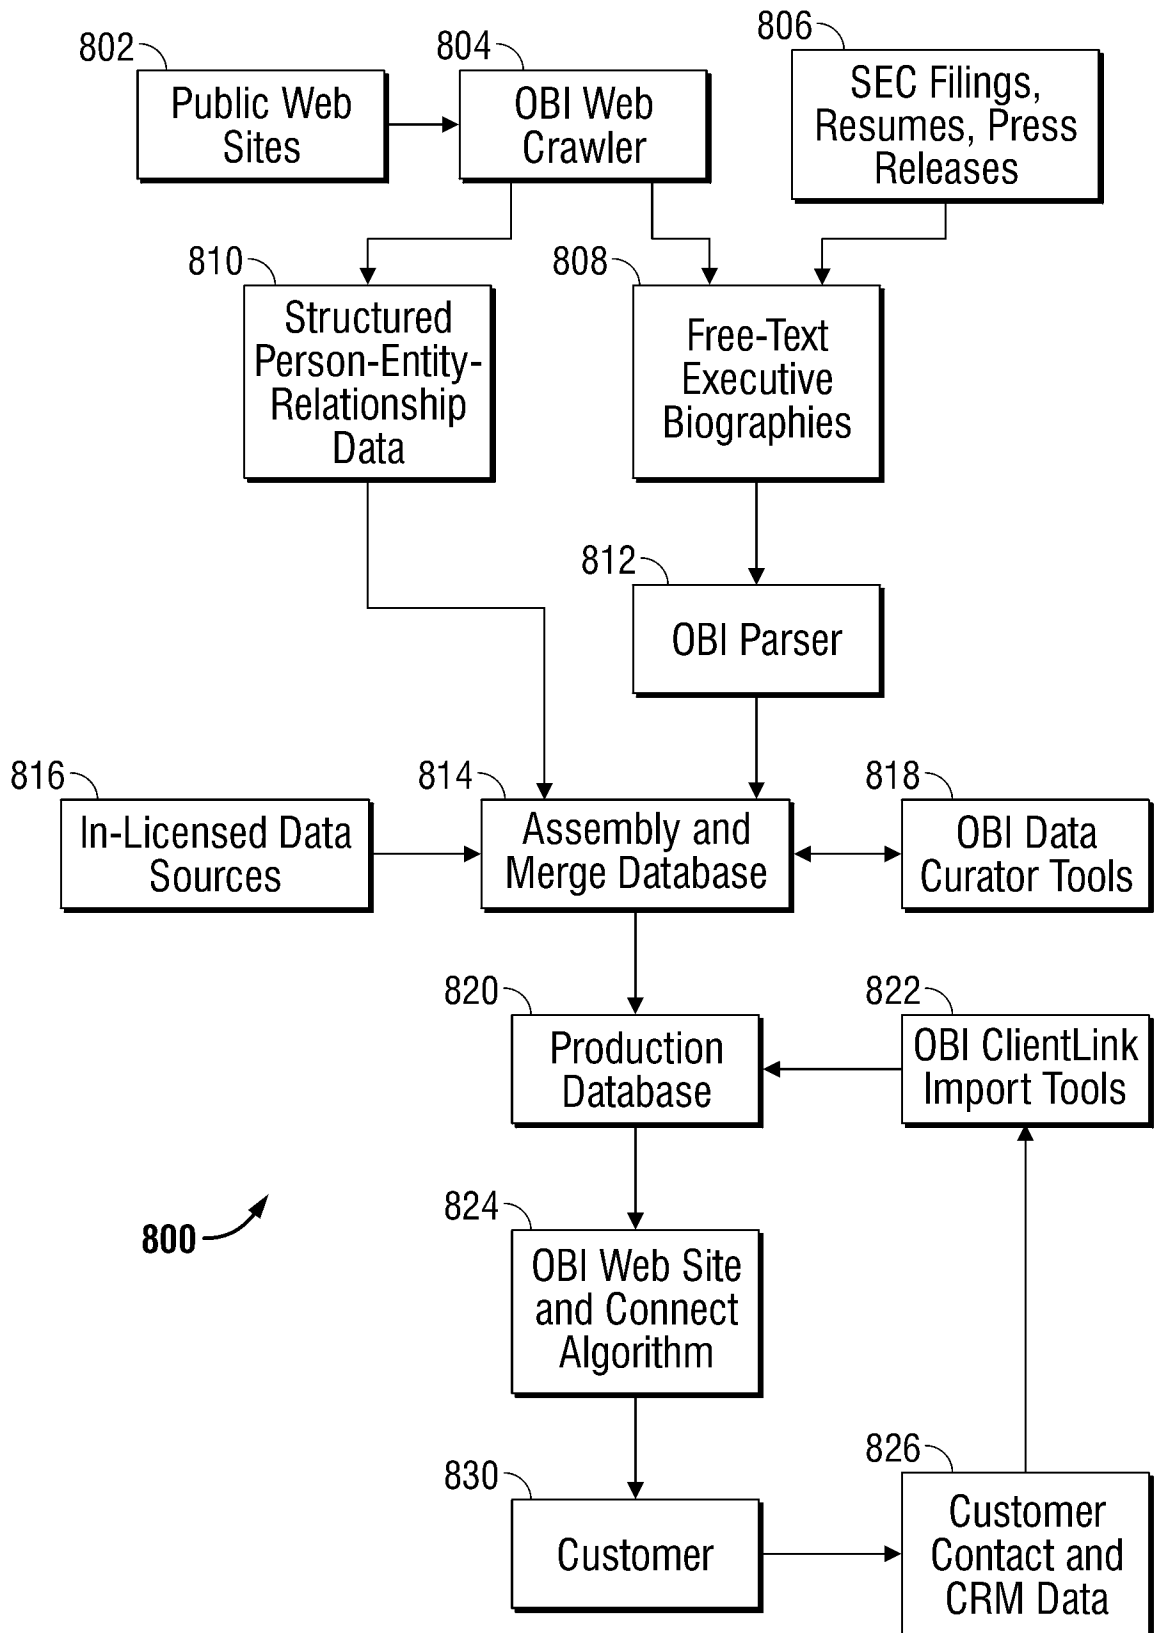 802
804
806
Public Web
Sites
OBI Web
Crawler
SEC Filings,
Resumes, Press
Releases
810
808
Structured
Person-Entity-
Relationship
Data
Free-Text
Executive
Biographies
812
OBI Parser
816
814
818
In-Licensed Data
Sources
Assembly and
Merge Database
OBI Data
Curator Tools
820
822
Production
Database
OBI ClientLink
Import Tools
800
824
OBI Web Site
and Connect
Algorithm
830
826
Customer
Customer
Contact and
CRM Data